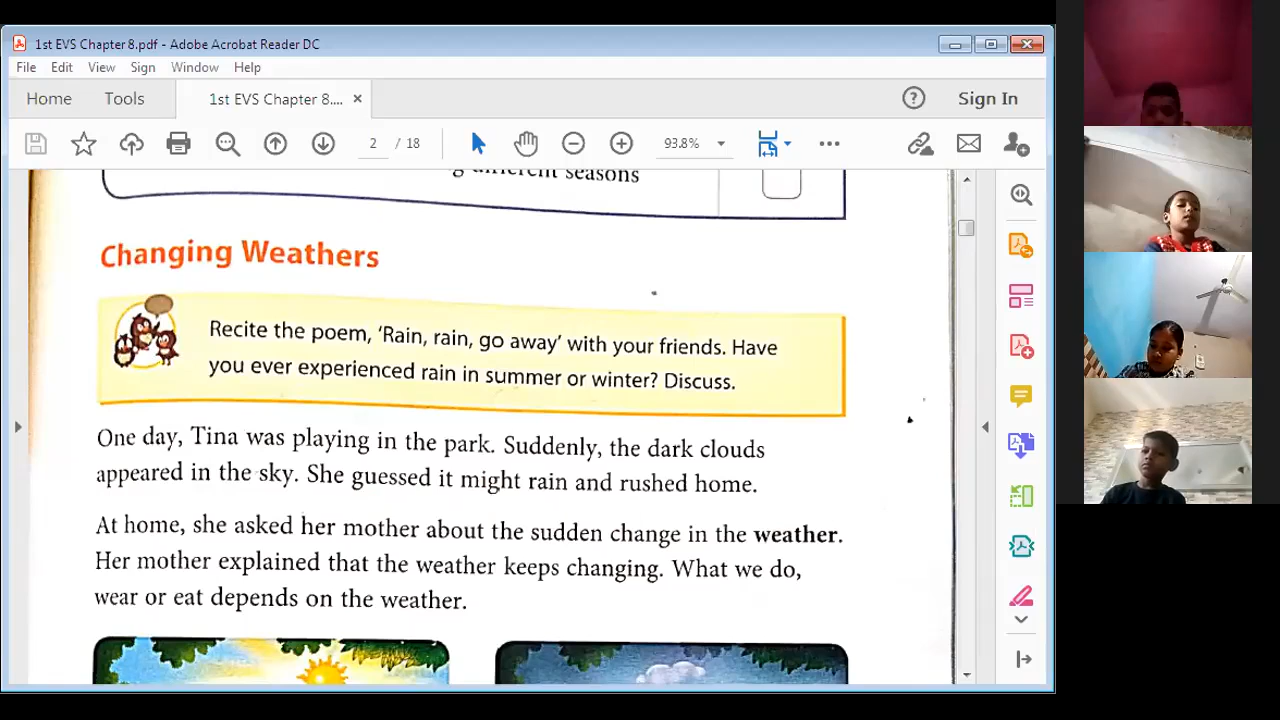 1st EVS Chapter 8.pdf - Adobe Acrobat Reader DC
File Edit View Sign Window Help
Home Tools 1st EVS Chapter 8.... × Sign In
2 / 18 93.8%
different seasons
Changing Weathers
Recite the poem, ‘Rain, rain, go away’ with your friends. Have
you ever experienced rain in summer or winter? Discuss.
One day, Tina was playing in the park. Suddenly, the dark clouds
appeared in the sky. She guessed it might rain and rushed home.
At home, she asked her mother about the sudden change in the weather.
Her mother explained that the weather keeps changing. What we do,
wear or eat depends on the weather.